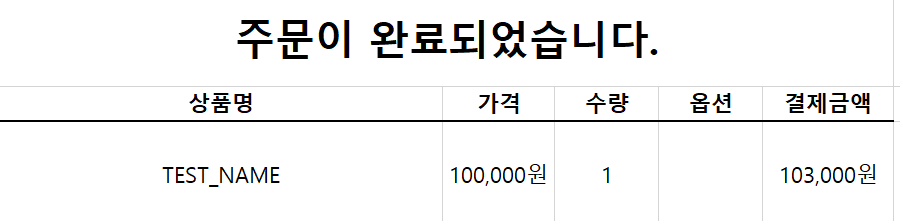 주문이 완료되었습니다.
상품명 가격 수량 옵션 결제금액
TEST_NAME 100,000원 1 103,000원